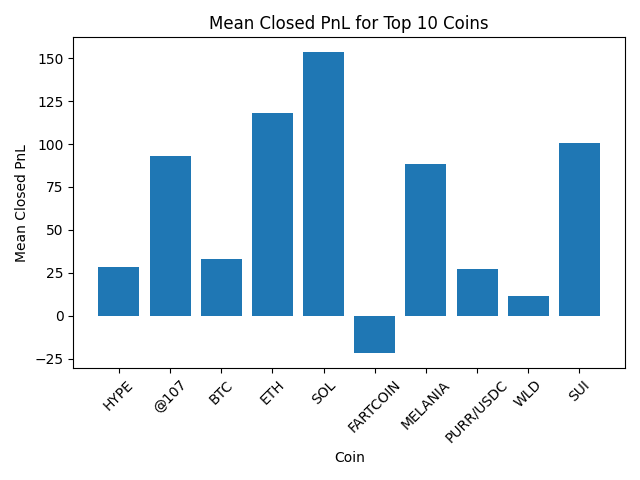 Mean Closed PnL for Top 10 Coins
Mean Closed PnL
150
125
100
75
50
25
0
−25
HYPE
@107
BTC
ETH
SOL
FARTCOIN
MELANIA
PURR/USDC
WLD
SUI
Coin